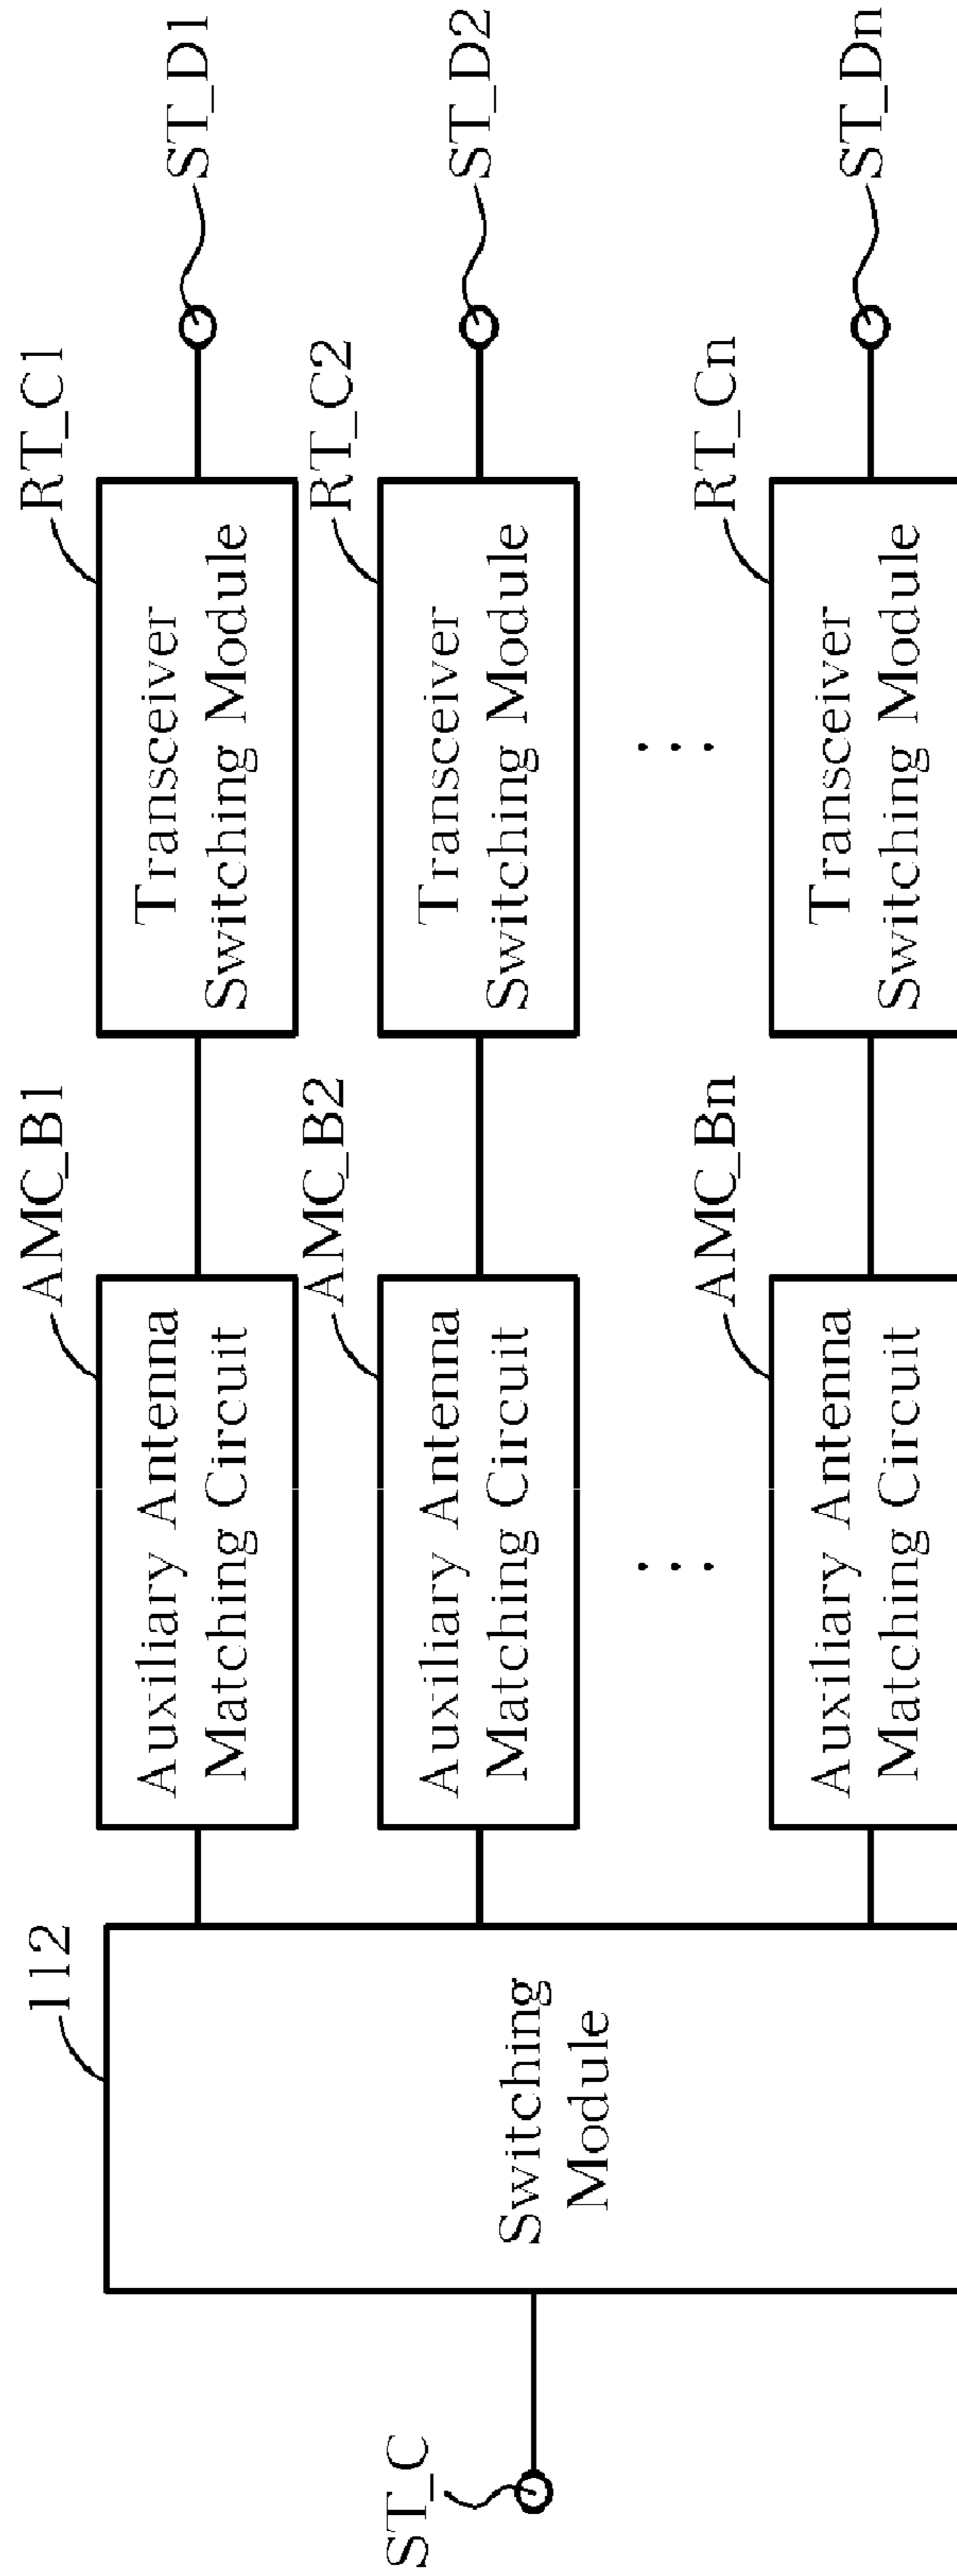 112
AMC_B1
RT_C1
ST_D1
Auxiliary Antenna
Matching Circuit
Transceiver
Switching Module
AMC_B2
RT_C2
ST_D2
Auxiliary Antenna
Matching Circuit
Transceiver
Switching Module
ST_C
Switching
Module
...
...
AMC_Bn
RT_Cn
ST_Dn
Auxiliary Antenna
Matching Circuit
Transceiver
Switching Module